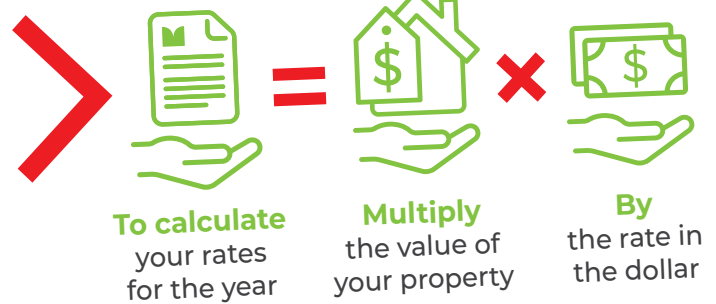 To calculate
your rates
for the year
=
$
Multiply
the value of
your property
×
$
By
the rate in
the dollar